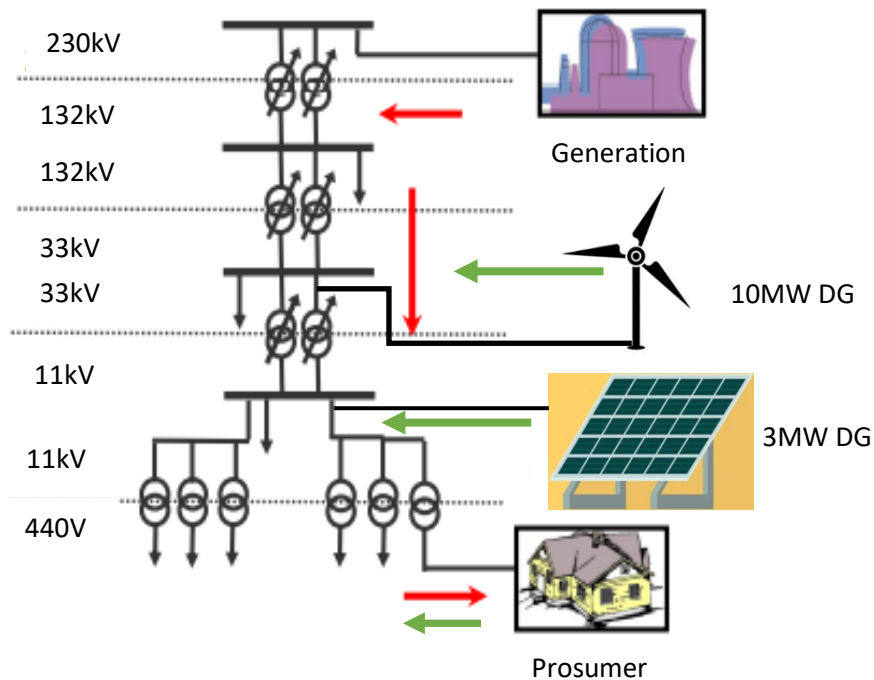 230kV
132kV
Generation
132kV
33kV
33kV
10MW DG
11kV
3MW DG
11kV
440V
Prosumer